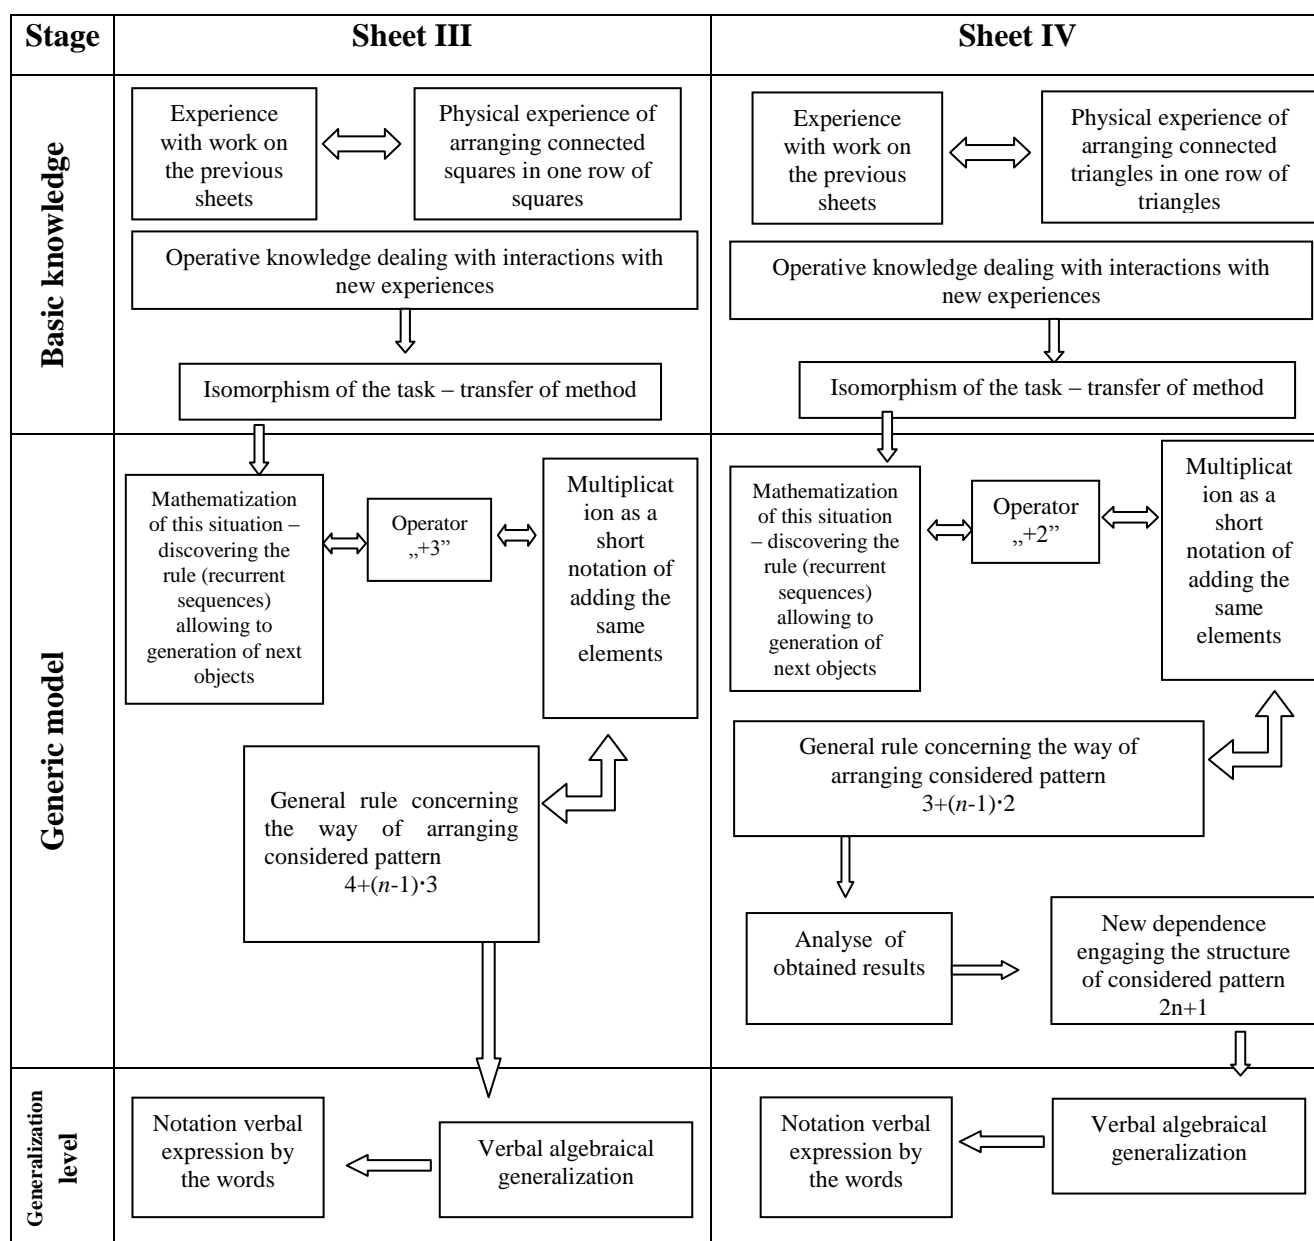 Stage
Sheet III
Sheet IV
Basic knowledge
Experience
with work on
the previous
sheets
Physical experience of
arranging connected
squares in one row of
squares
Operative knowledge dealing with interactions with
new experiences
Isomorphism of the task – transfer of method
Experience
with work on
the previous
sheets
Physical experience of
arranging connected
triangles in one row of
triangles
Operative knowledge dealing with interactions with
new experiences
Isomorphism of the task – transfer of method
Generic model
Mathematization
of this situation –
discovering the
rule (recurrent
sequences)
allowing to
generation of next
objects
Operator
„+3”
Multiplicat
ion as a
short
notation of
adding the
same
elements
General rule concerning
the way of arranging
considered pattern
4+(n-1)·3
Mathematization
of this situation
– discovering the
rule (recurrent
sequences)
allowing to
generation of
next objects
Operator
„+2”
Multiplicat
ion as a
short
notation of
adding the
same
elements
General rule concerning the way of
arranging considered pattern
3+(n-1)·2
Analyse of
obtained results
New dependence
engaging the structure
of considered pattern
2n+1
Generalization
level
Notation verbal
expression by
the words
Verbal algebraical
generalization
Notation verbal
expression by
the words
Verbal algebraical
generalization